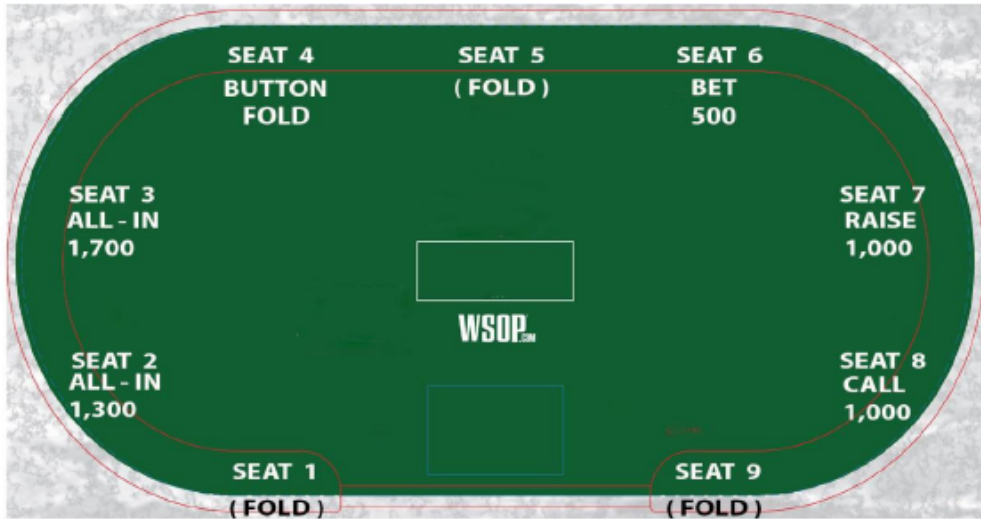 SEAT 4
BUTTON
FOLD
SEAT 5
( FOLD )
SEAT 6
BET
500
SEAT 3
ALL - IN
1,700
SEAT 7
RAISE
1,000
WSOP.COM
SEAT 2
ALL - IN
1,300
SEAT 8
CALL
1,000
SEAT 1
( FOLD )
SEAT 9
( FOLD )